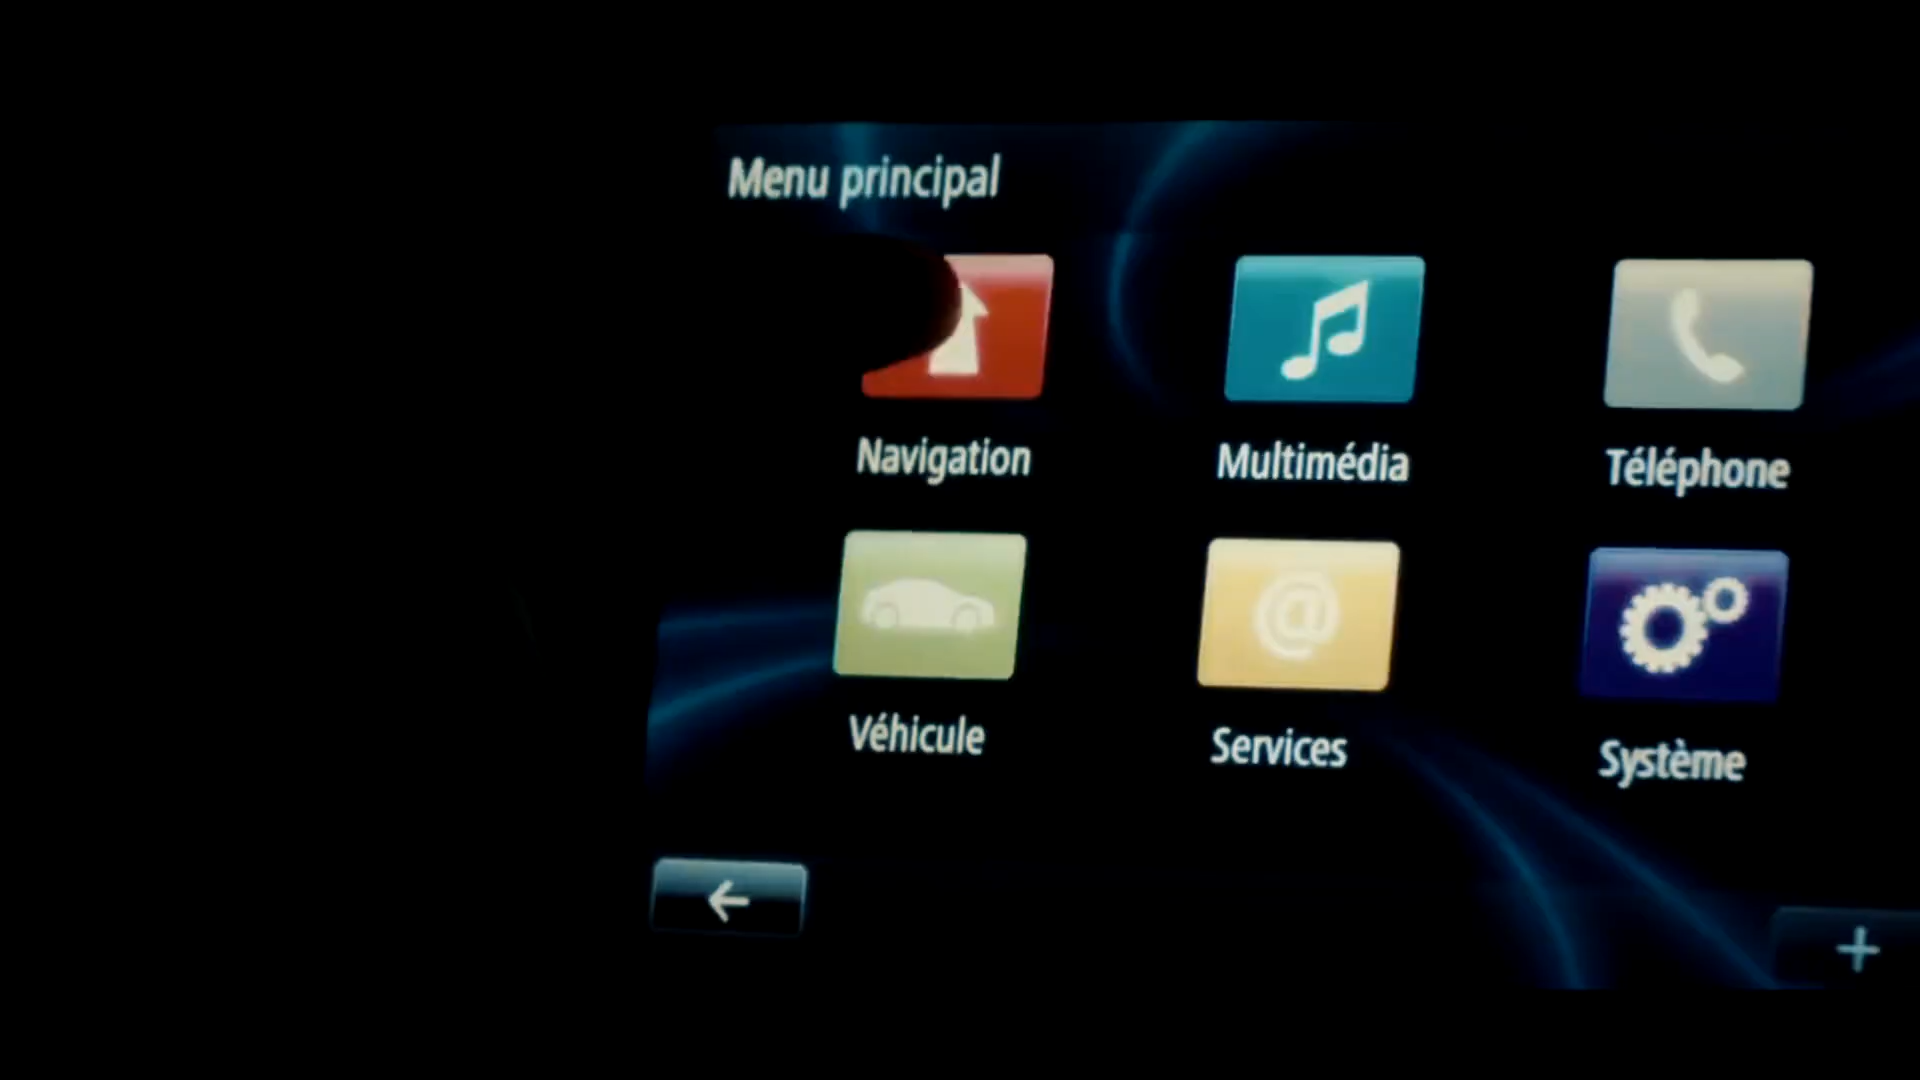 Menu principal
Navigation
Multimédia
Téléphone
Véhicule
Services
Système